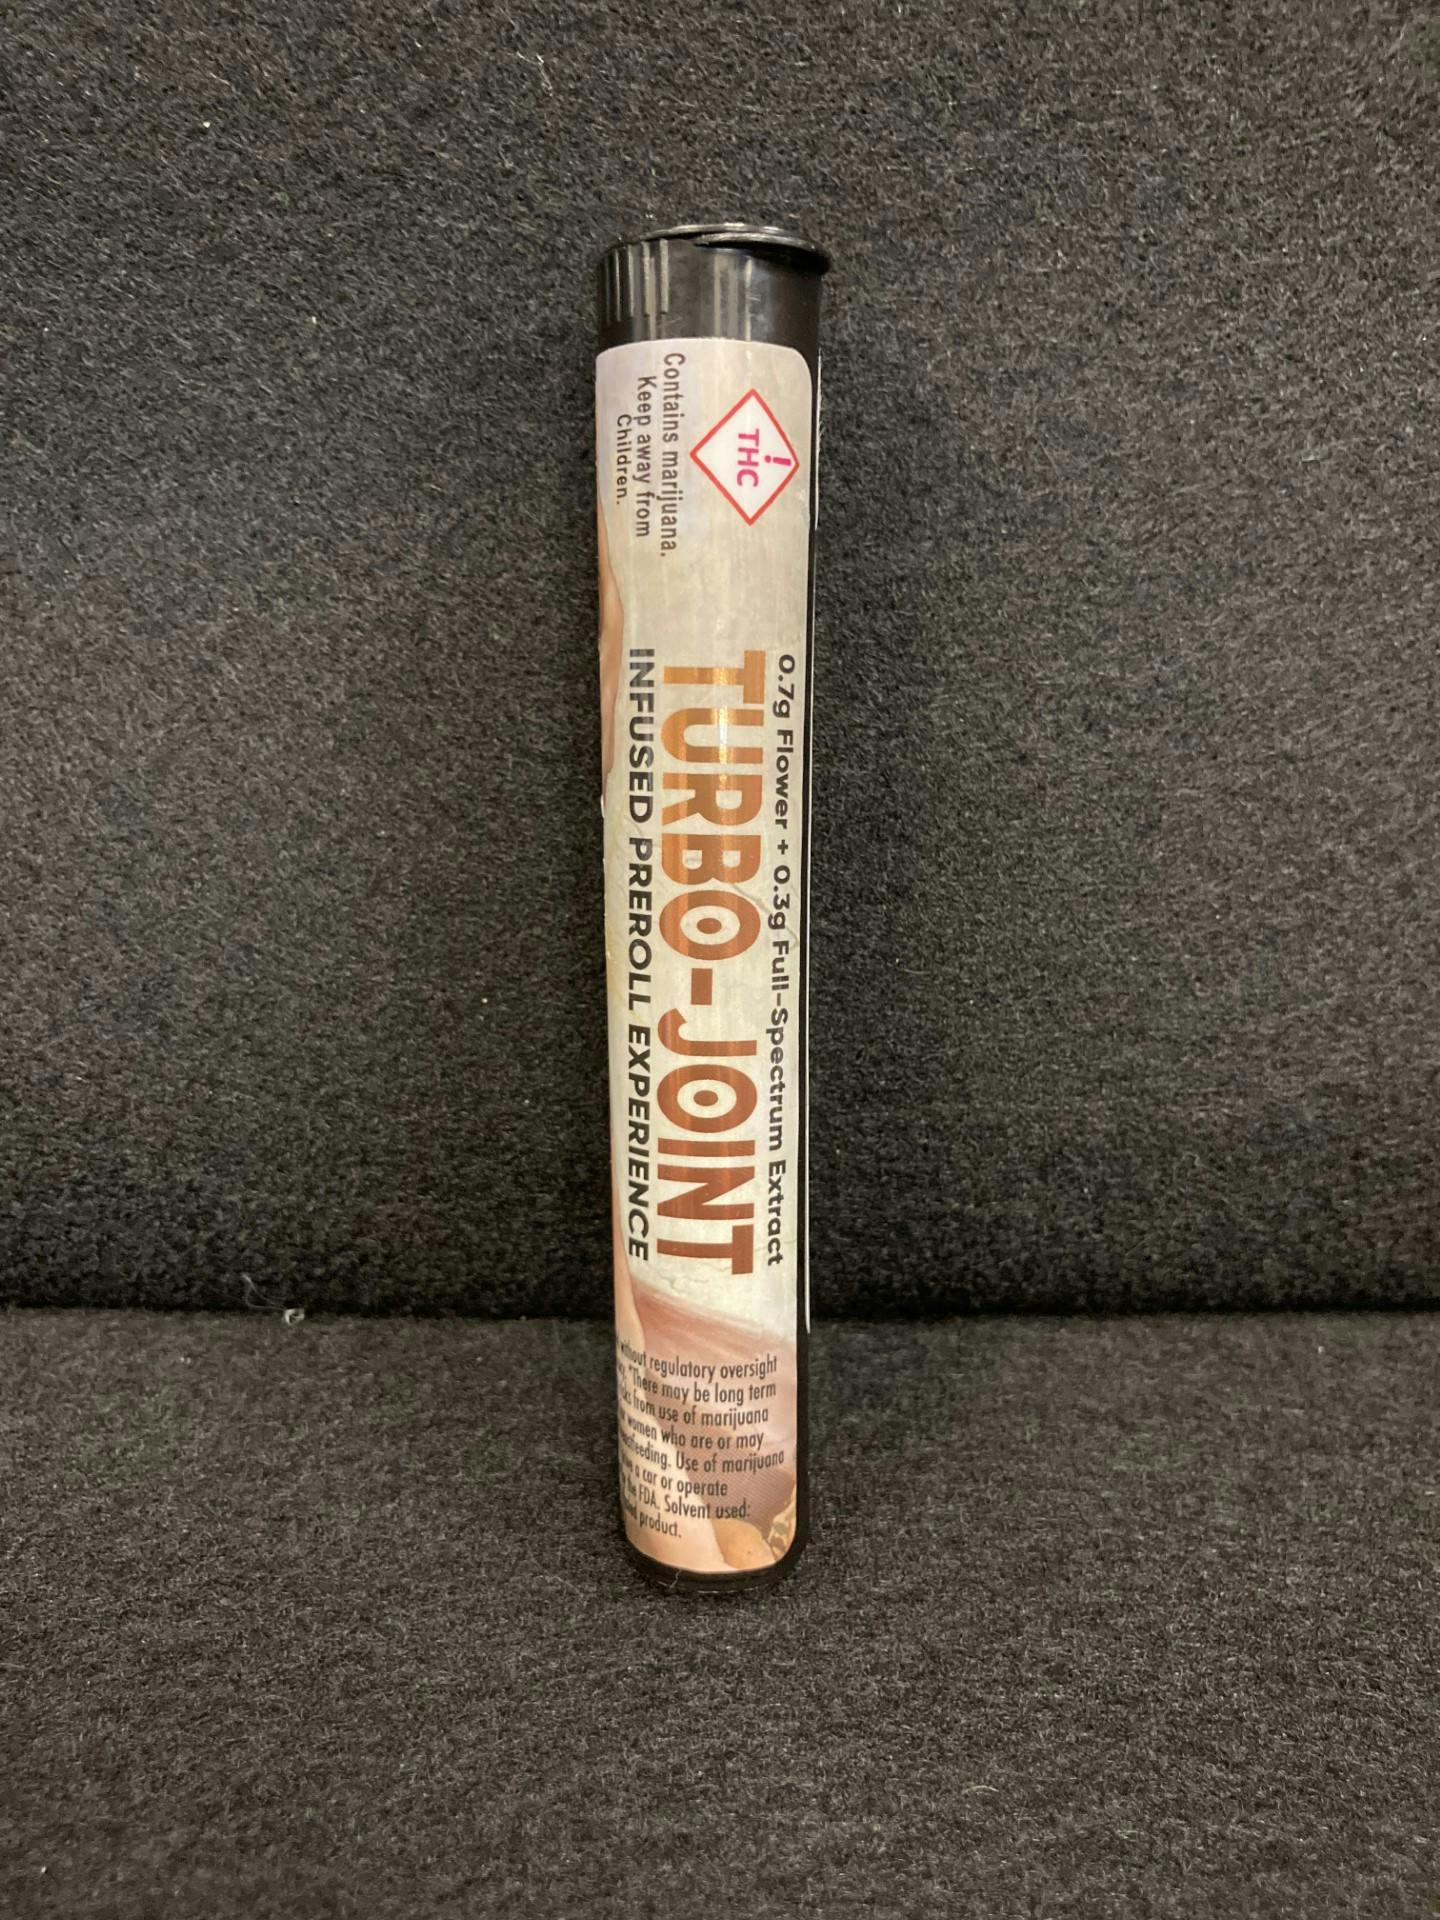 ! THC
Contains marijuana.
Keep away from
Children.
0.7g Flower + 0.3g Full-Spectrum Extract
TURBO-JOINT
INFUSED PREROLL EXPERIENCE
without regulatory oversight
"There may be long term
from use of marijuana
women who are or may
Use of marijuana
a car or operate
the FDA. Solvent used:
product.